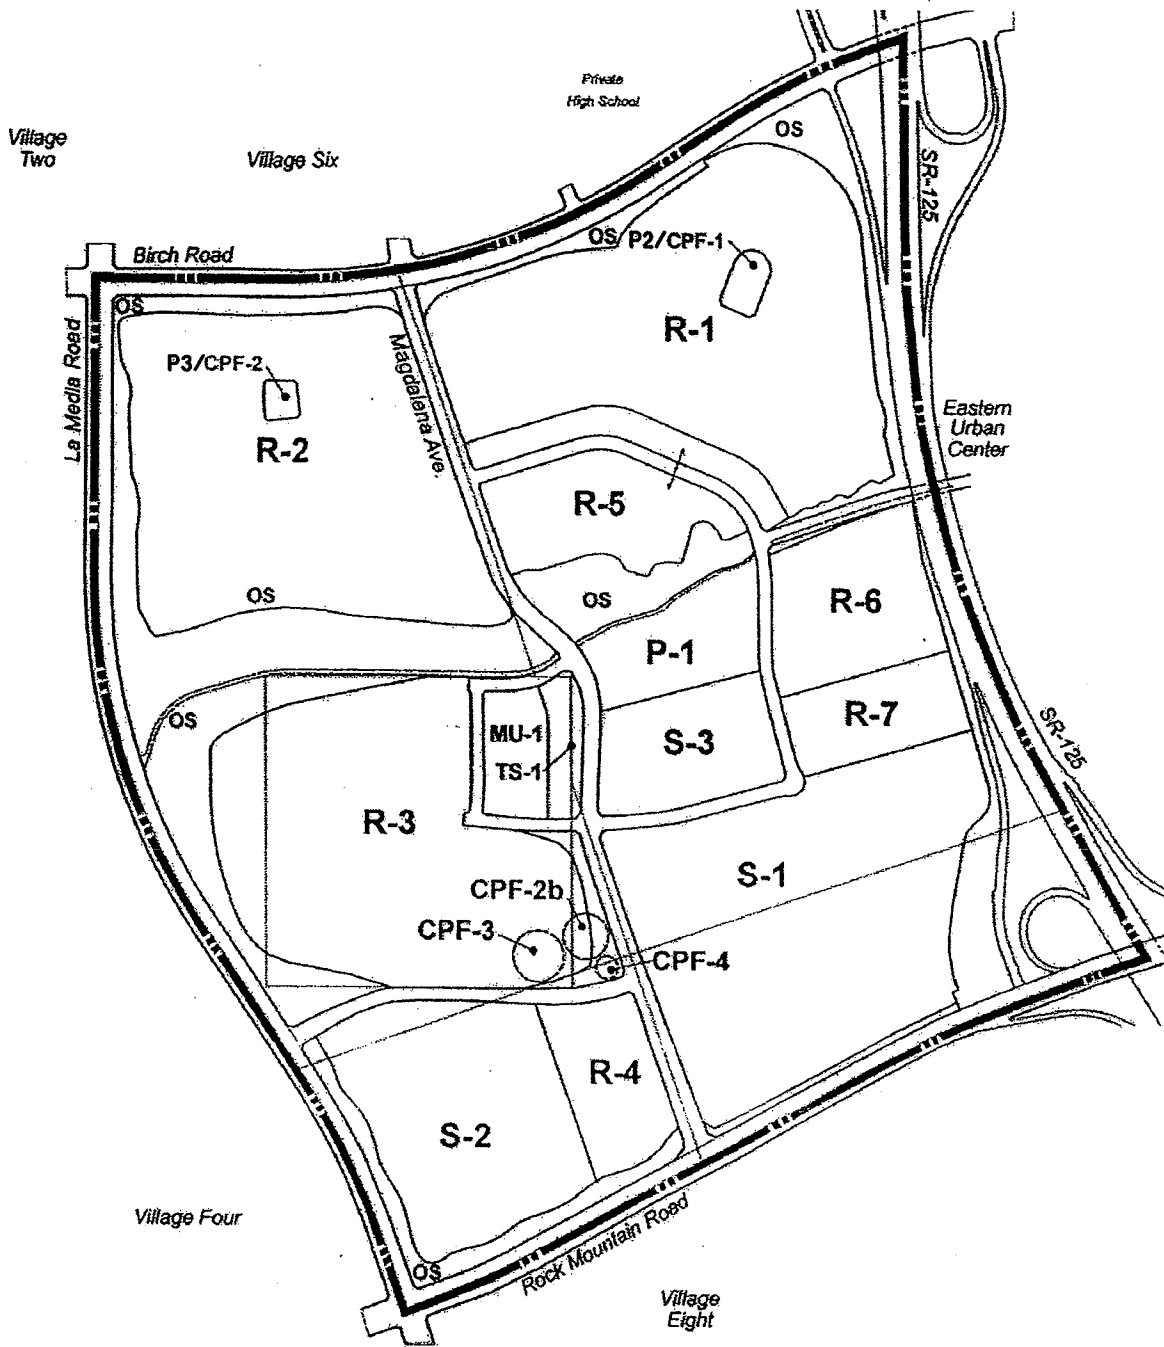 Private
High School
Village
Two
Village Six
OS
SR-125
Birch Road
OS
P2/CPF-1
OS
R-1
La Media Road
Magdalena Ave.
P3/CPF-2
R-2
Eastern
Urban
Center
R-5
OS
OS
R-6
P-1
OS
R-7
MU-1
S-3
SR-125
TS-1
R-3
S-1
CPF-2b
CPF-3
CPF-4
R-4
S-2
Village Four
OS
Rock Mountain Road
Village
Eight